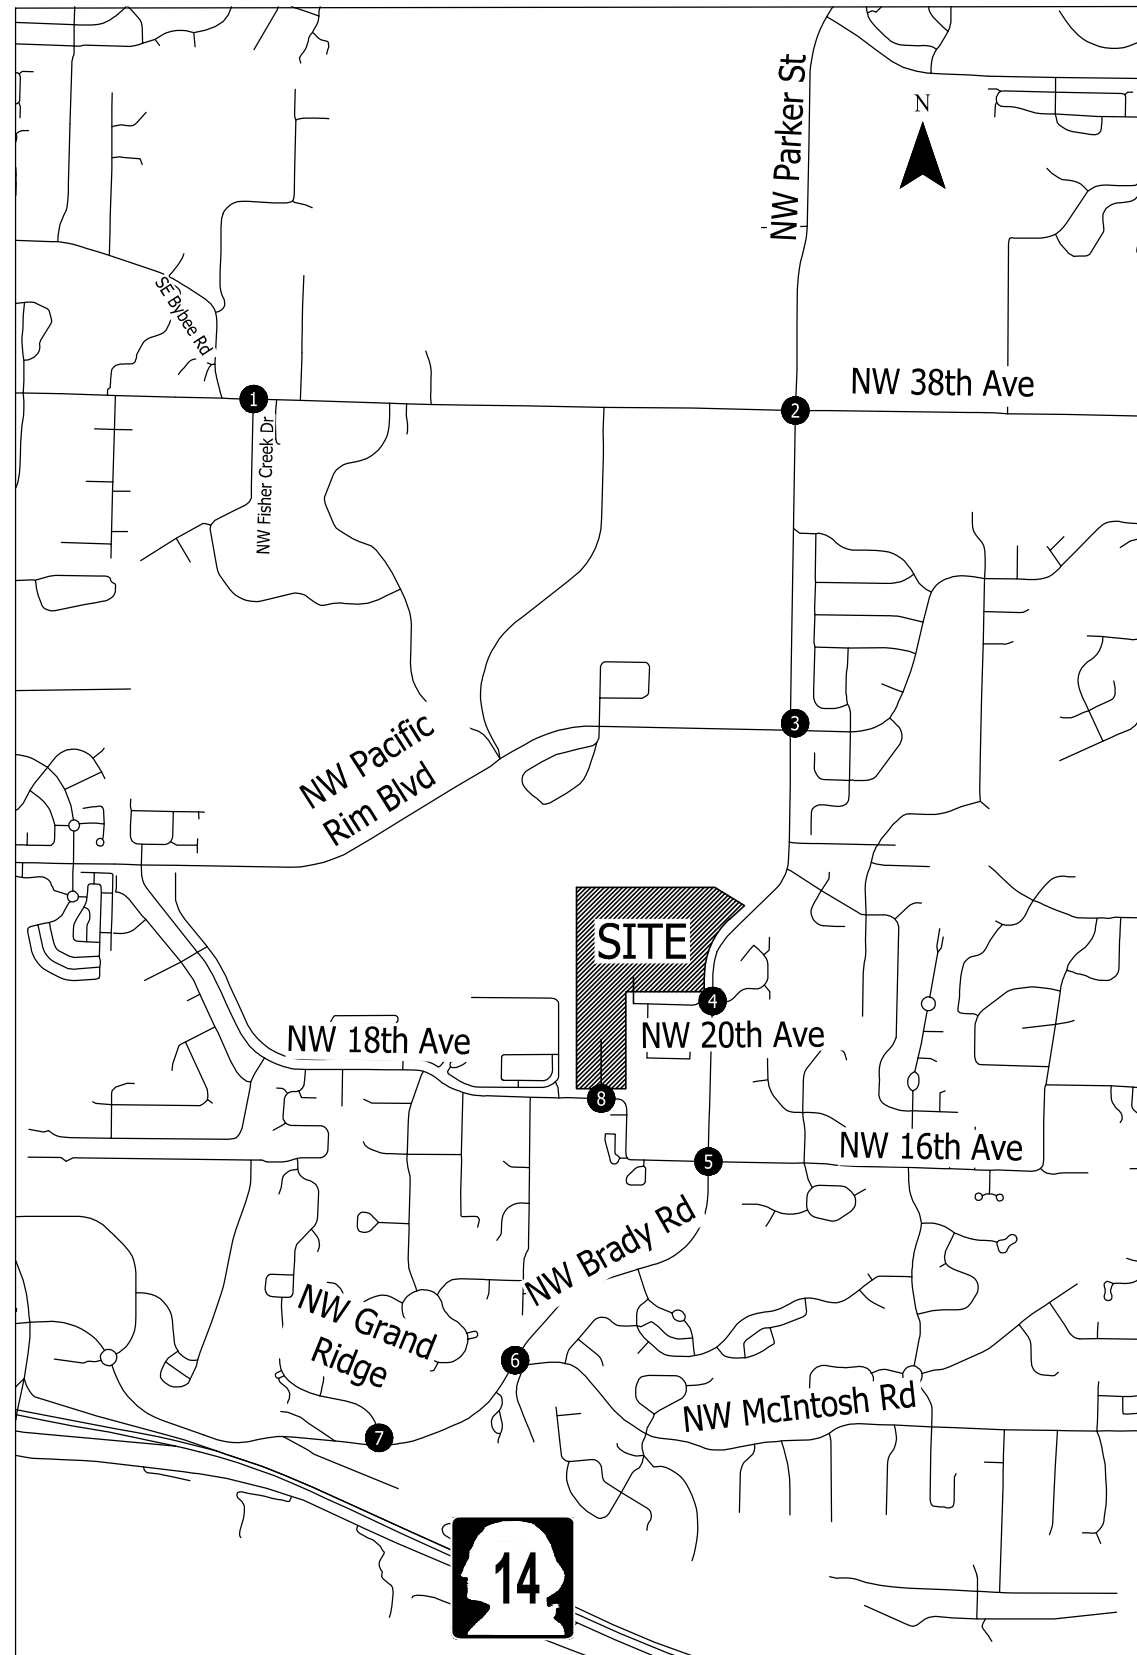 NW Parker St
N
SE Bybee Rd
NW 38th Ave
1
2
NW Fisher Creek Dr
3
NW Pacific
Rim Blvd
SITE
4
NW 18th Ave
NW 20th Ave
8
NW 16th Ave
5
NW Brady Rd
NW Grand
Ridge
6
NW McIntosh Rd
7
14